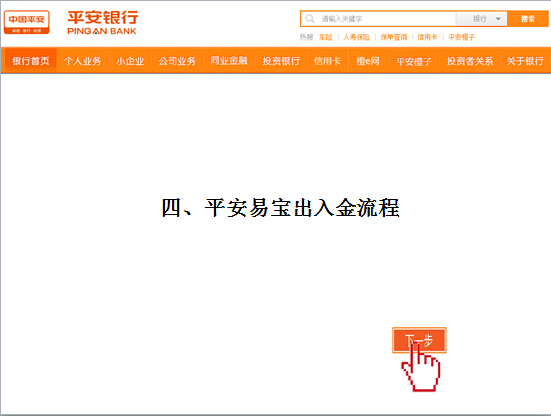 中国平安
保险·银行·投资
平安银行
PINGAN BANK
请输入关键字
银行
搜索
热搜 车险 | 人寿保险 | 保单查询 | 信用卡 | 平安橙子
银行首页 个人业务 小企业 公司业务 同业金融 投资银行 信用卡 橙e网 平安橙子 投资者关系 关于银行
四、平安易宝出入金流程
下一步